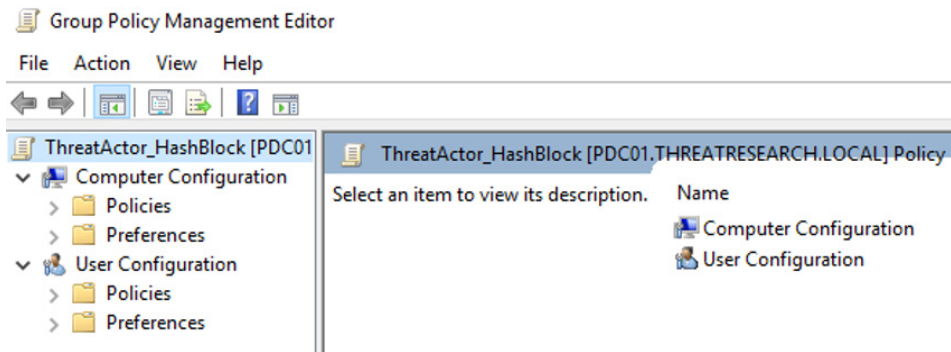 Group Policy Management Editor
File Action View Help
ThreatActor_HashBlock [PDC01
Computer Configuration
Policies
Preferences
User Configuration
Policies
Preferences
ThreatActor_HashBlock [PDC01.THREATRESEARCH.LOCAL] Policy
Select an item to view its description.
Name
Computer Configuration
User Configuration